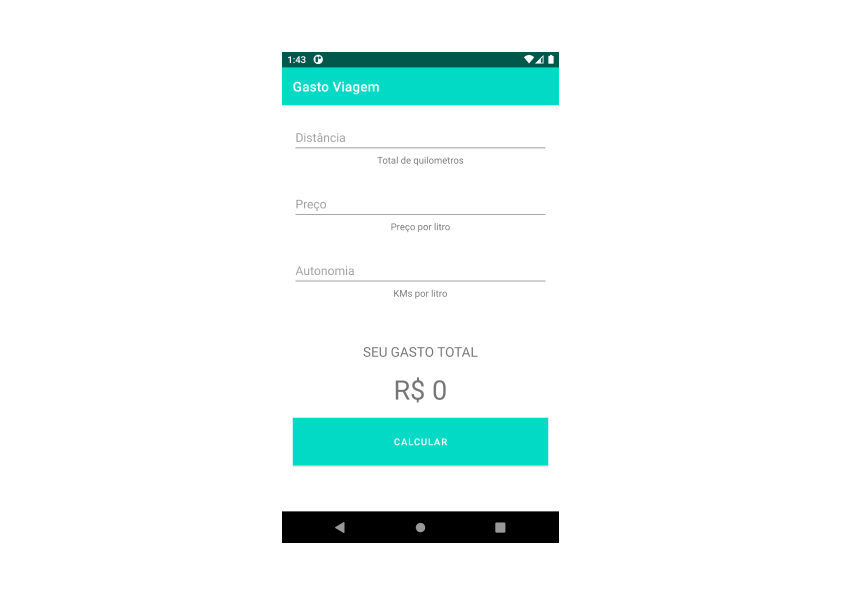 1:43
Gasto Viagem
Distância
Total de quilometros
Preço
Preço por litro
Autonomia
KMs por litro
SEU GASTO TOTAL
R$ 0
CALCULAR